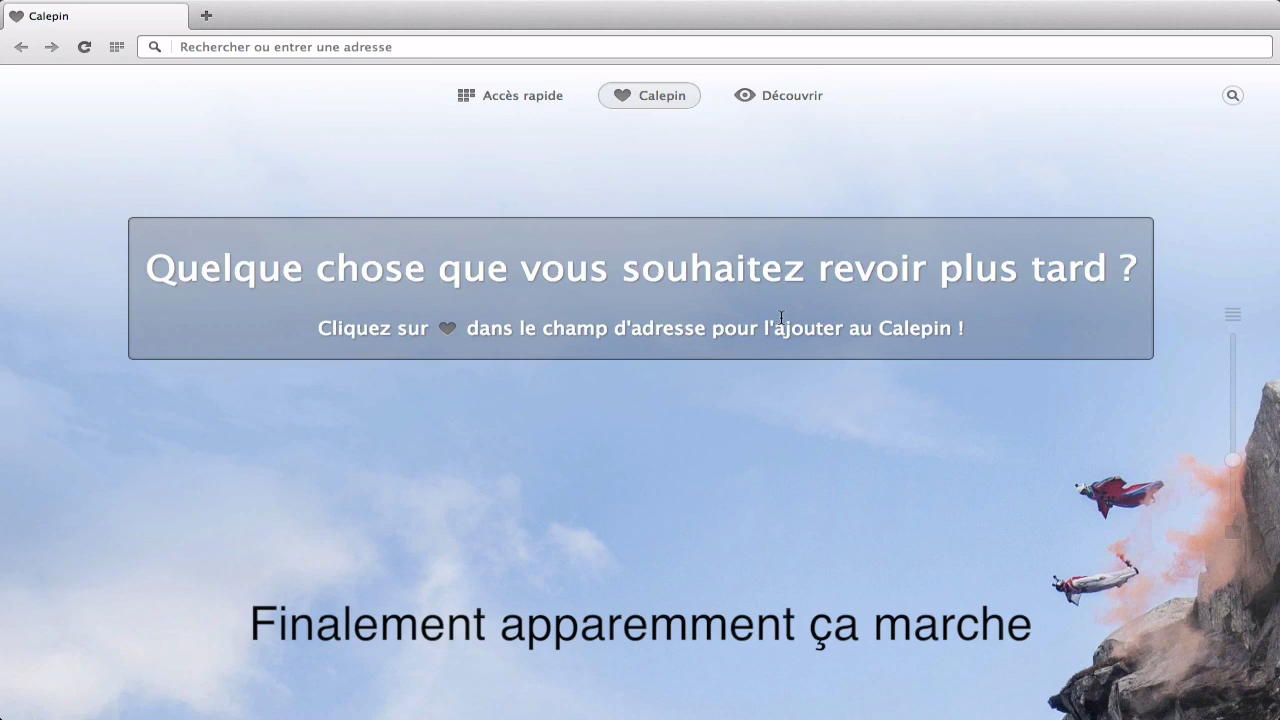 Calepin
Rechercher ou entrer une adresse
Accès rapide
Calepin
Découvrir
Quelque chose que vous souhaitez revoir plus tard ?
Cliquez sur dans le champ d'adresse pour l'ajouter au Calepin !
Finalement apparemment ça marche